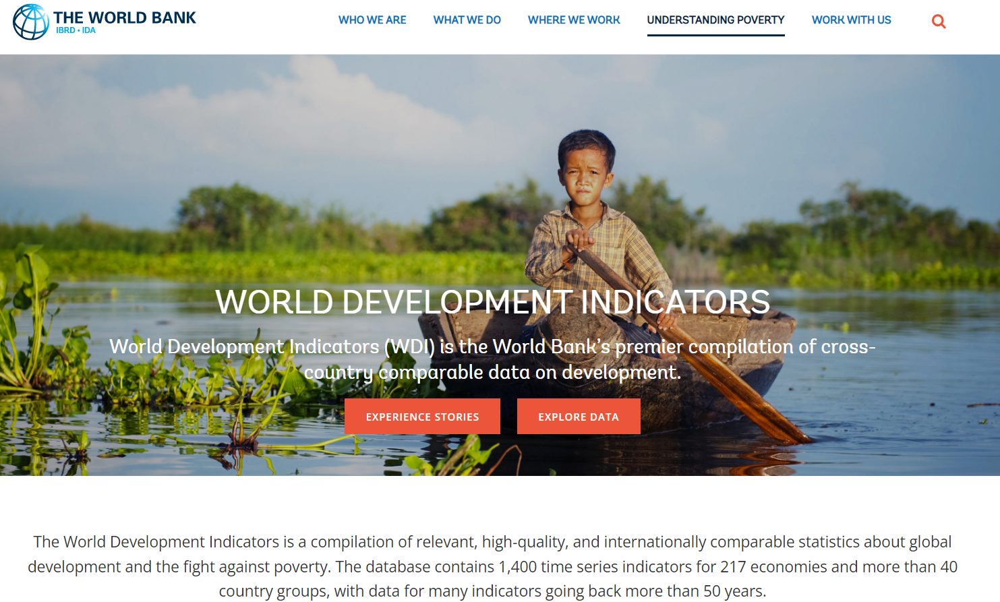 THE WORLD BANK
IBRD • IDA
WHO WE ARE
WHAT WE DO
WHERE WE WORK
UNDERSTANDING POVERTY
WORK WITH US
WORLD DEVELOPMENT INDICATORS
World Development Indicators (WDI) is the World Bank’s premier compilation of cross-
country comparable data on development.
EXPERIENCE STORIES
EXPLORE DATA
The World Development Indicators is a compilation of relevant, high-quality, and internationally comparable statistics about global
development and the fight against poverty. The database contains 1,400 time series indicators for 217 economies and more than 40
country groups, with data for many indicators going back more than 50 years.